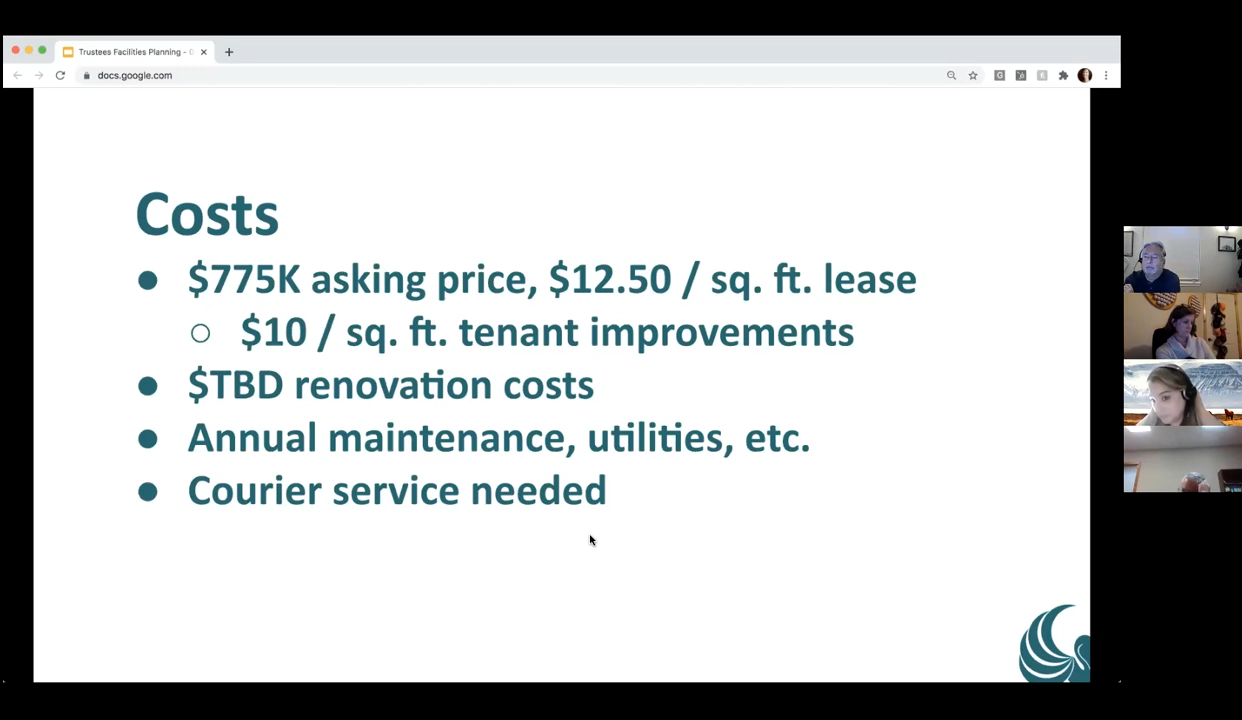 Trustees Facilities Planning -
docs.google.com
Costs
● $775K asking price, $12.50 / sq. ft. lease
○ $10 / sq. ft. tenant improvements
● $TBD renovation costs
● Annual maintenance, utilities, etc.
● Courier service needed